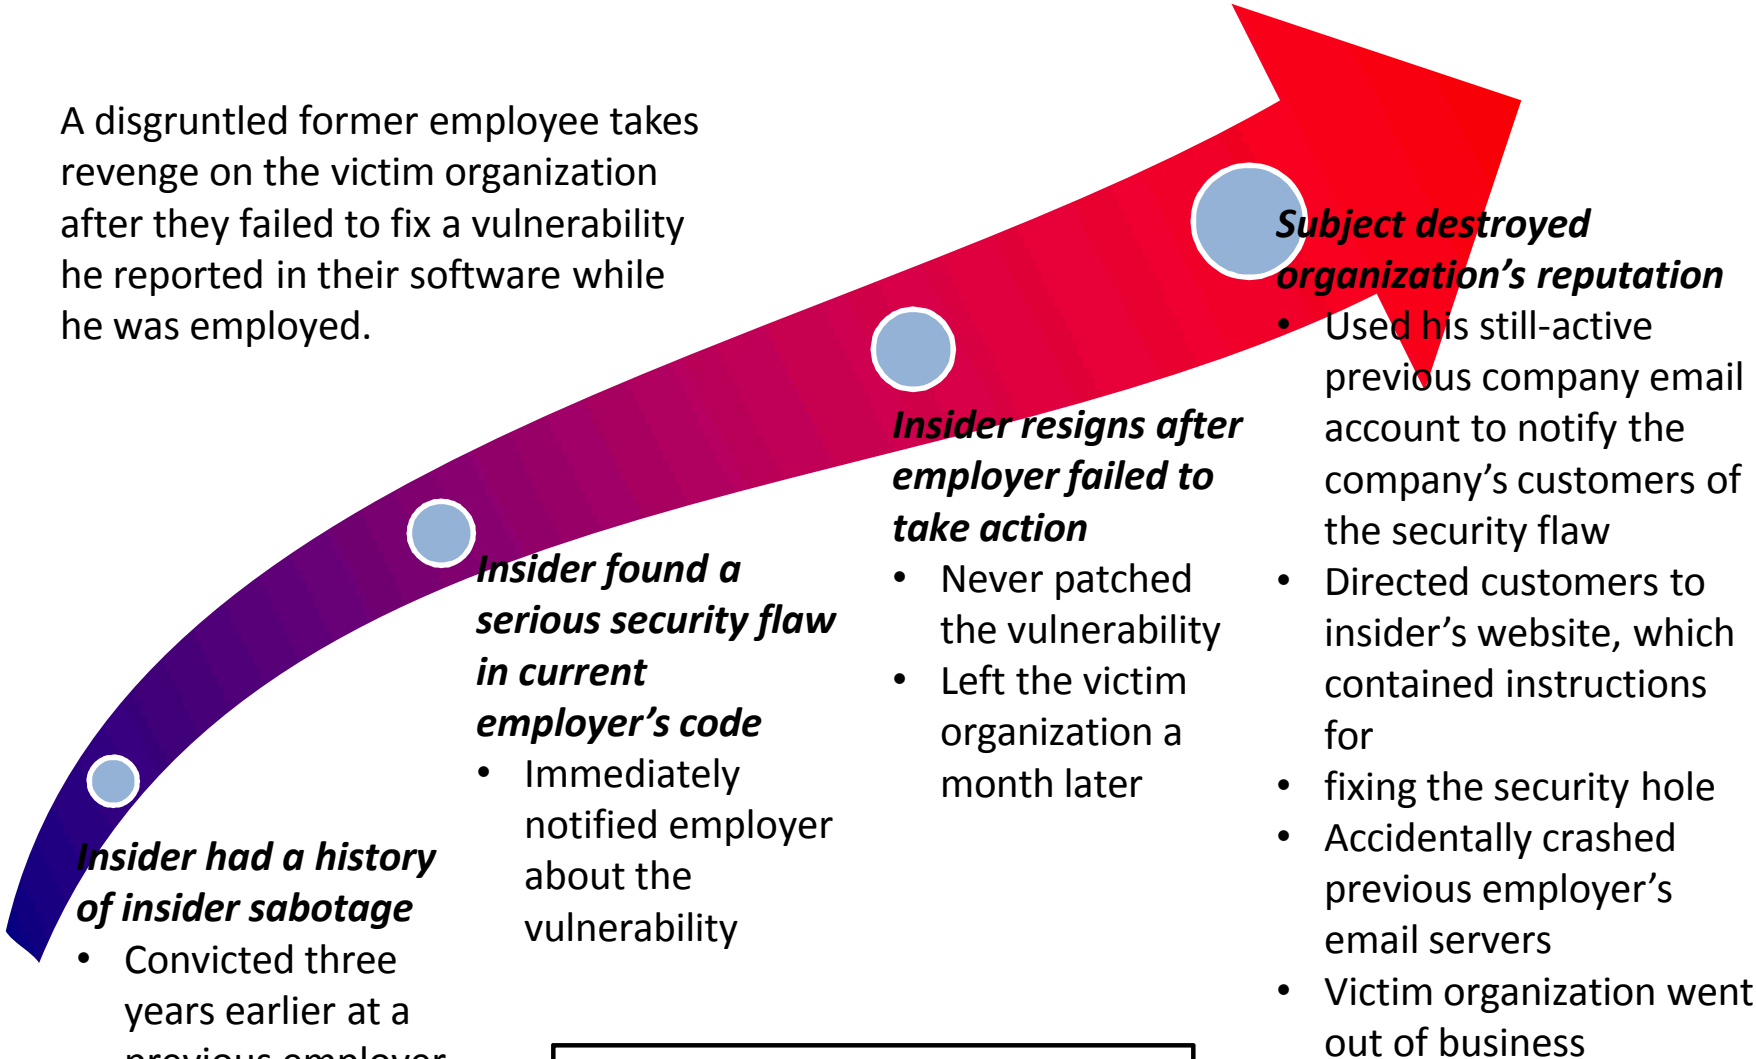 A disgruntled former employee takes
revenge on the victim organization
after they failed to fix a vulnerability
he reported in their software while
he was employed.
Insider had a history
of insider sabotage
• Convicted three
years earlier at a
previous employer
Insider found a
serious security flaw
in current
employer’s code
• Immediately
notified employer
about the
vulnerability
Insider resigns after
employer failed to
take action
• Never patched
the vulnerability
• Left the victim
organization a
month later
Subject destroyed
organization’s reputation
• Used his still-active
previous company email
account to notify the
company’s customers of
the security flaw
• Directed customers to
insider’s website, which
contained instructions
for
• fixing the security hole
• Accidentally crashed
previous employer’s
email servers
• Victim organization went
out of business